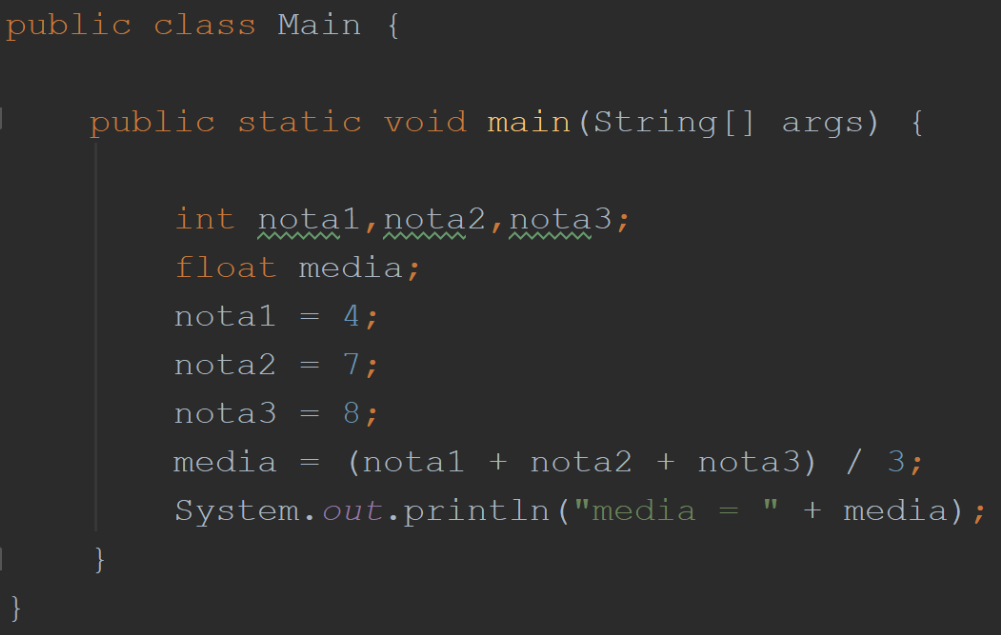 public class Main {
public static void main(String[] args) {
int nota1,nota2,nota3;
float media;
nota1 = 4;
nota2 = 7;
nota3 = 8;
media = (nota1 + nota2 + nota3) / 3;
System.out.println("media = " + media);
}
}